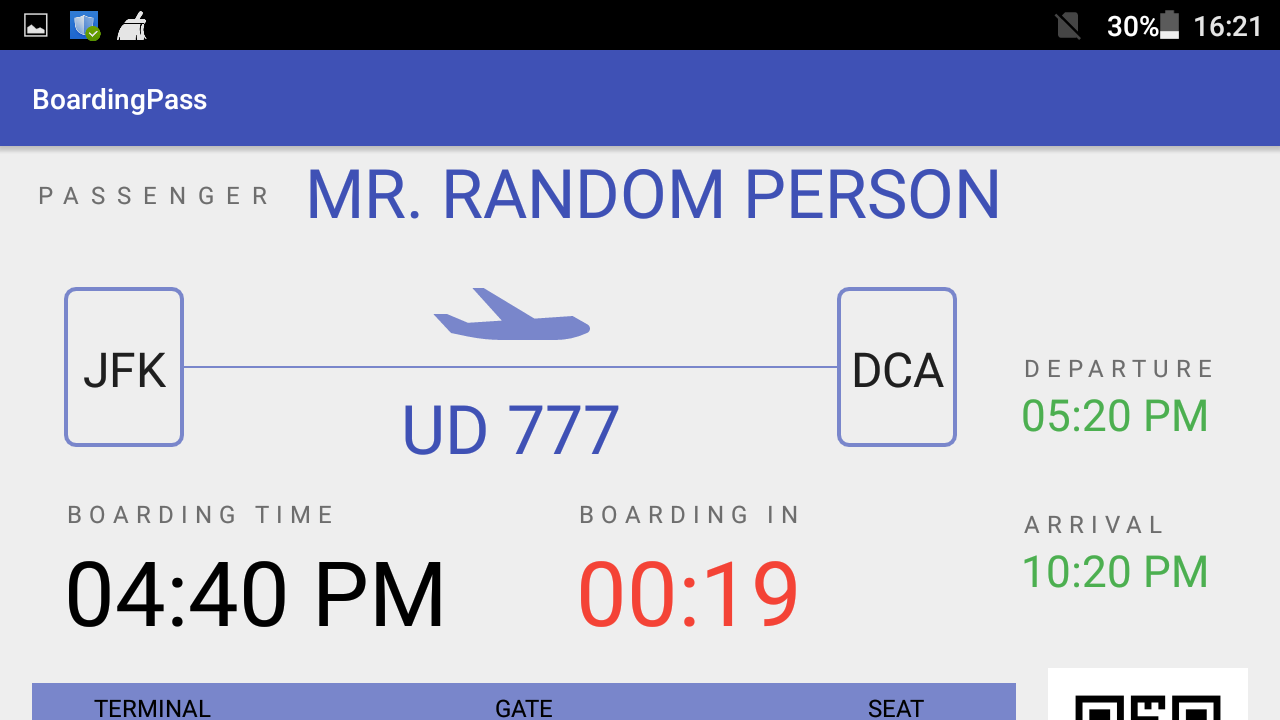 30% 16:21
BoardingPass
PASSENGER MR. RANDOM PERSON
JFK DCA
UD 777
DEPARTURE
05:20 PM
BOARDING TIME BOARDING IN
04:40 PM 00:19
ARRIVAL
10:20 PM
TERMINAL GATE SEAT